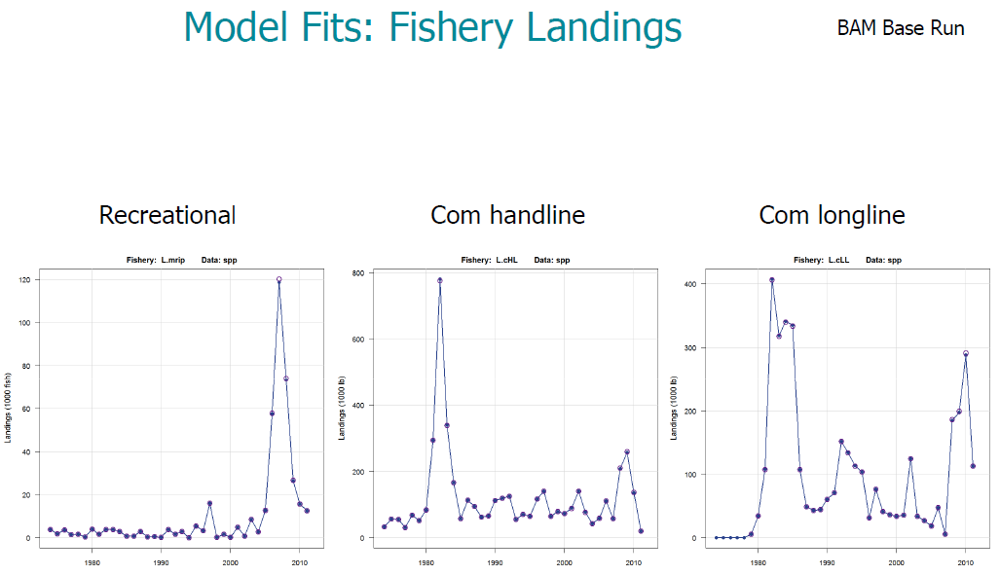 Model Fits: Fishery Landings
BAM Base Run
Recreational
Com handline
Com longline
Fishery: L.mrip Data: spp
Landings (1000 fish)
120
100
80
60
40
20
0
1980 1990 2000 2010
Fishery: L.cHL Data: spp
Landings (1000 lb)
800
600
400
200
0
1980 1990 2000 2010
Fishery: L.cLL Data: spp
Landings (1000 lb)
400
300
200
100
0
1980 1990 2000 2010